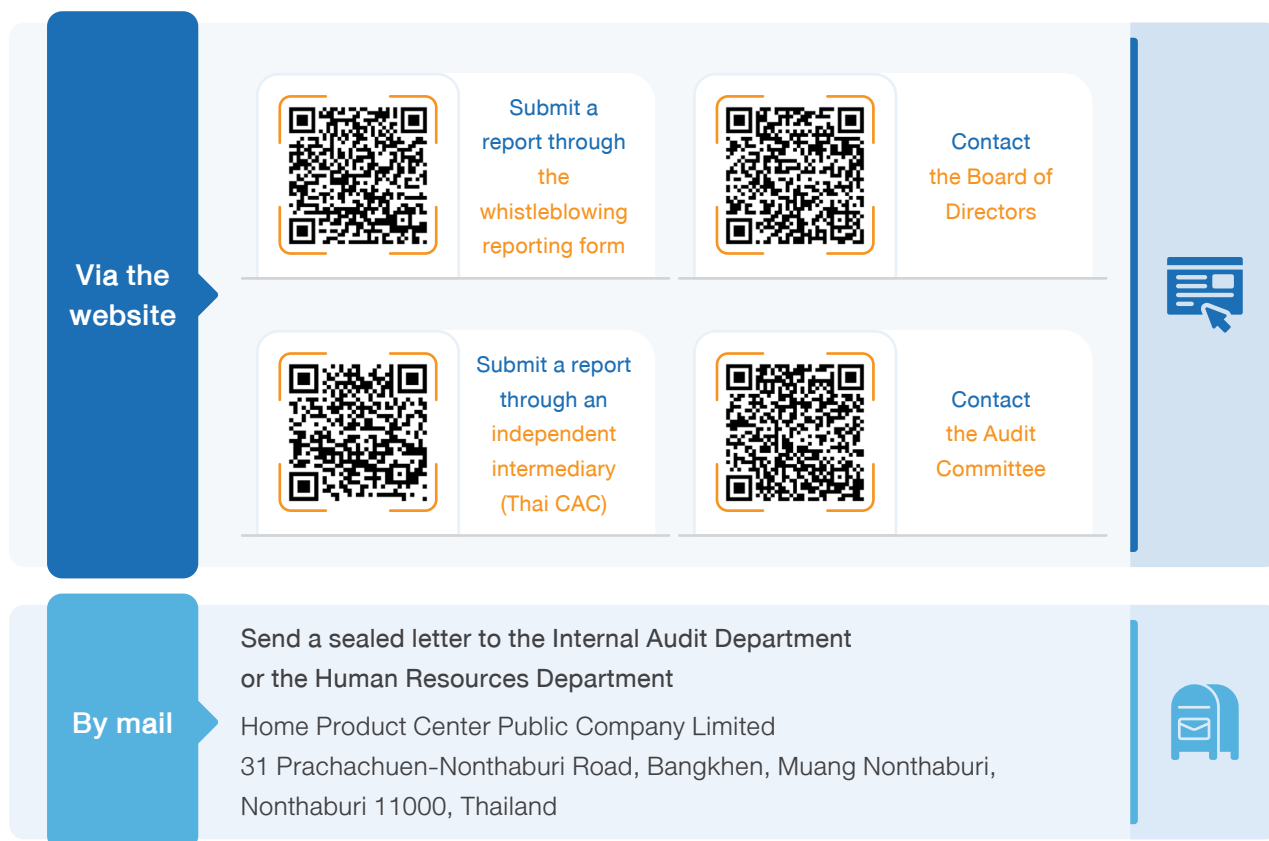 Via the
website
Submit a
report through
the
whistleblowing
reporting form
Contact
the Board of
Directors
Submit a report
through an
independent
intermediary
(Thai CAC)
Contact
the Audit
Committee
By mail
Send a sealed letter to the Internal Audit Department
or the Human Resources Department
Home Product Center Public Company Limited
31 Prachachuen-Nonthaburi Road, Bangkhen, Muang Nonthaburi,
Nonthaburi 11000, Thailand